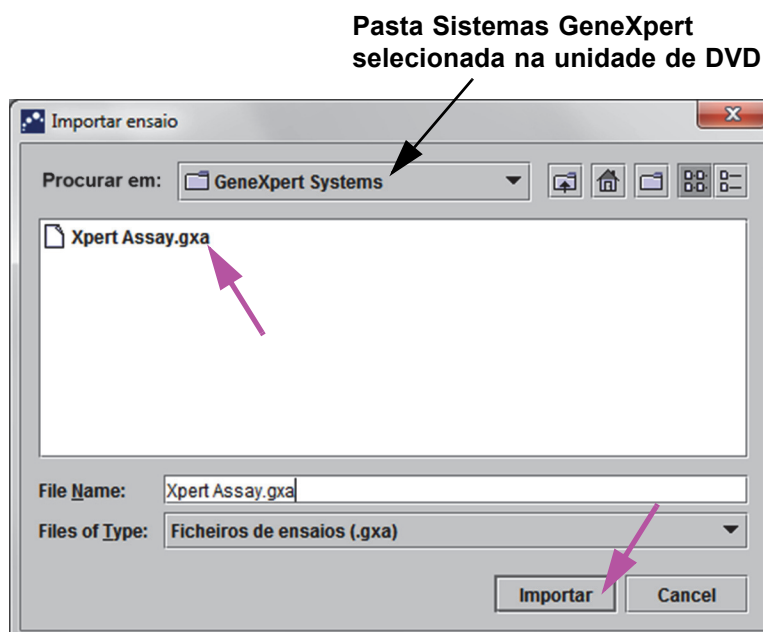 Pasta Sistemas GeneXpert
selecionada na unidade de DVD
Importar ensaio
Procurar em: GeneXpert Systems
Xpert Assay.gxa
File Name: Xpert Assay.gxa
Files of Type: Ficheiros de ensaios (.gxa)
Importar Cancel